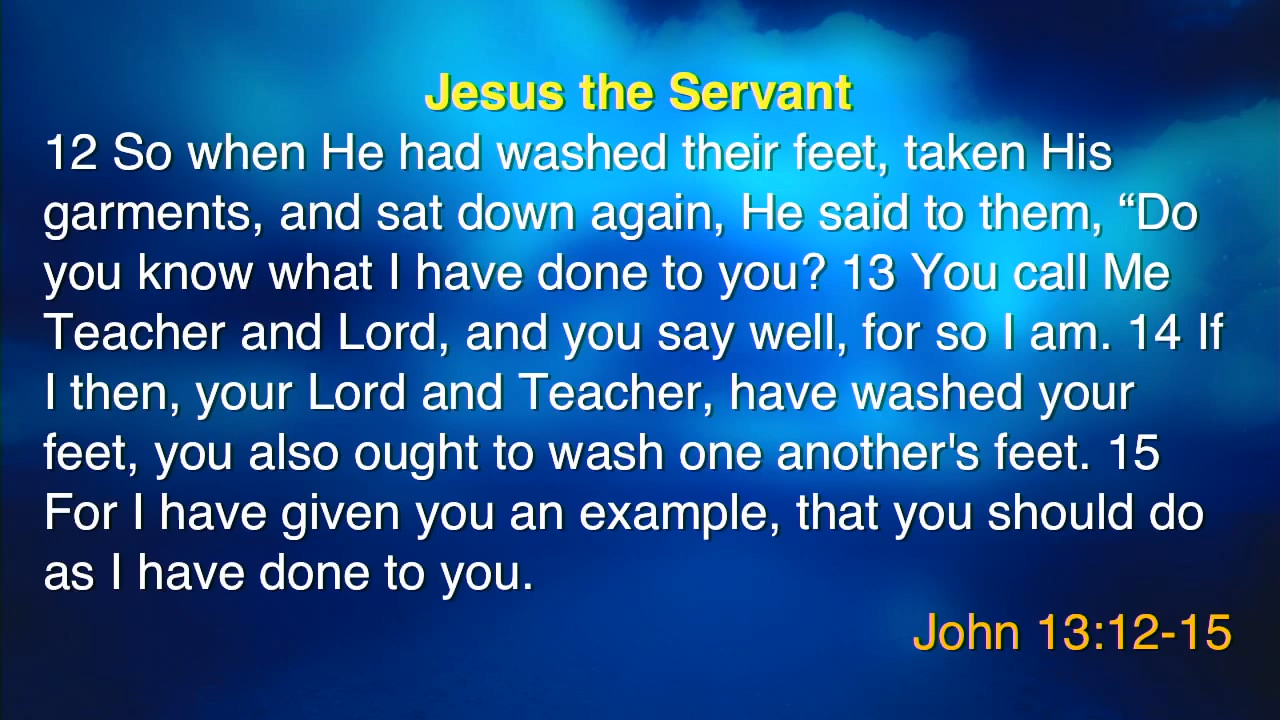 Jesus the Servant
12 So when He had washed their feet, taken His
garments, and sat down again, He said to them, “Do
you know what I have done to you? 13 You call Me
Teacher and Lord, and you say well, for so I am. 14 If
I then, your Lord and Teacher, have washed your
feet, you also ought to wash one another's feet. 15
For I have given you an example, that you should do
as I have done to you.
John 13:12-15